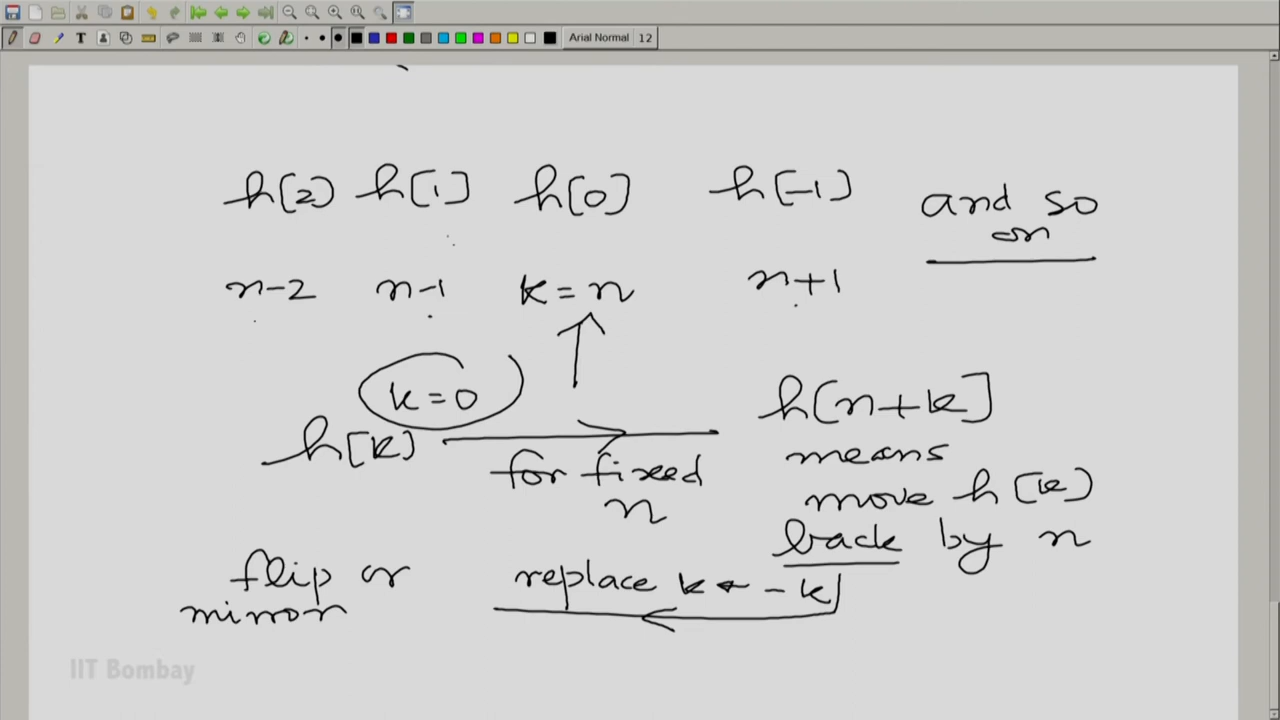 Arial Normal 12
h[2] h[1] h[0] h[-1] and so on
n-2 n-1 k=n n+1
k=0
h[k] for fixed n
h[n+k]
means
move h[k]
back by n
flip or mirror
replace k ← -k
IIT Bombay